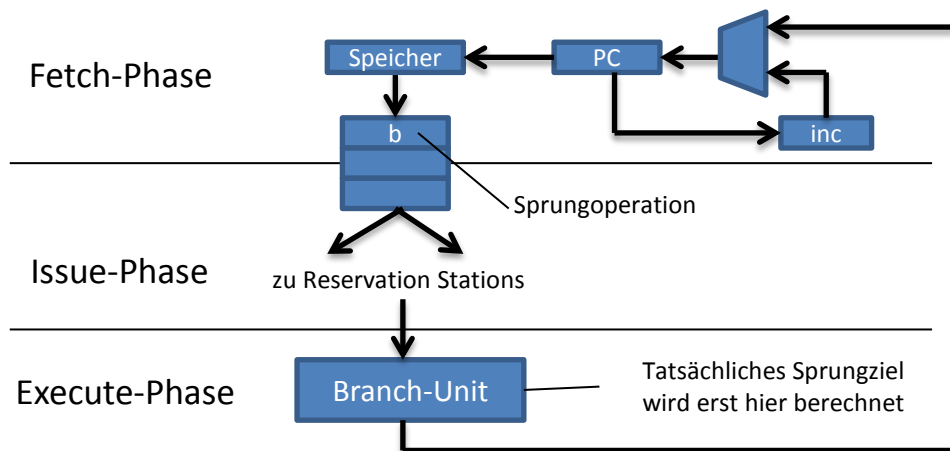 Fetch-Phase
Speicher
PC
inc
b
Sprungoperation
Issue-Phase
zu Reservation Stations
Execute-Phase
Branch-Unit
Tatsächliches Sprungziel
wird erst hier berechnet